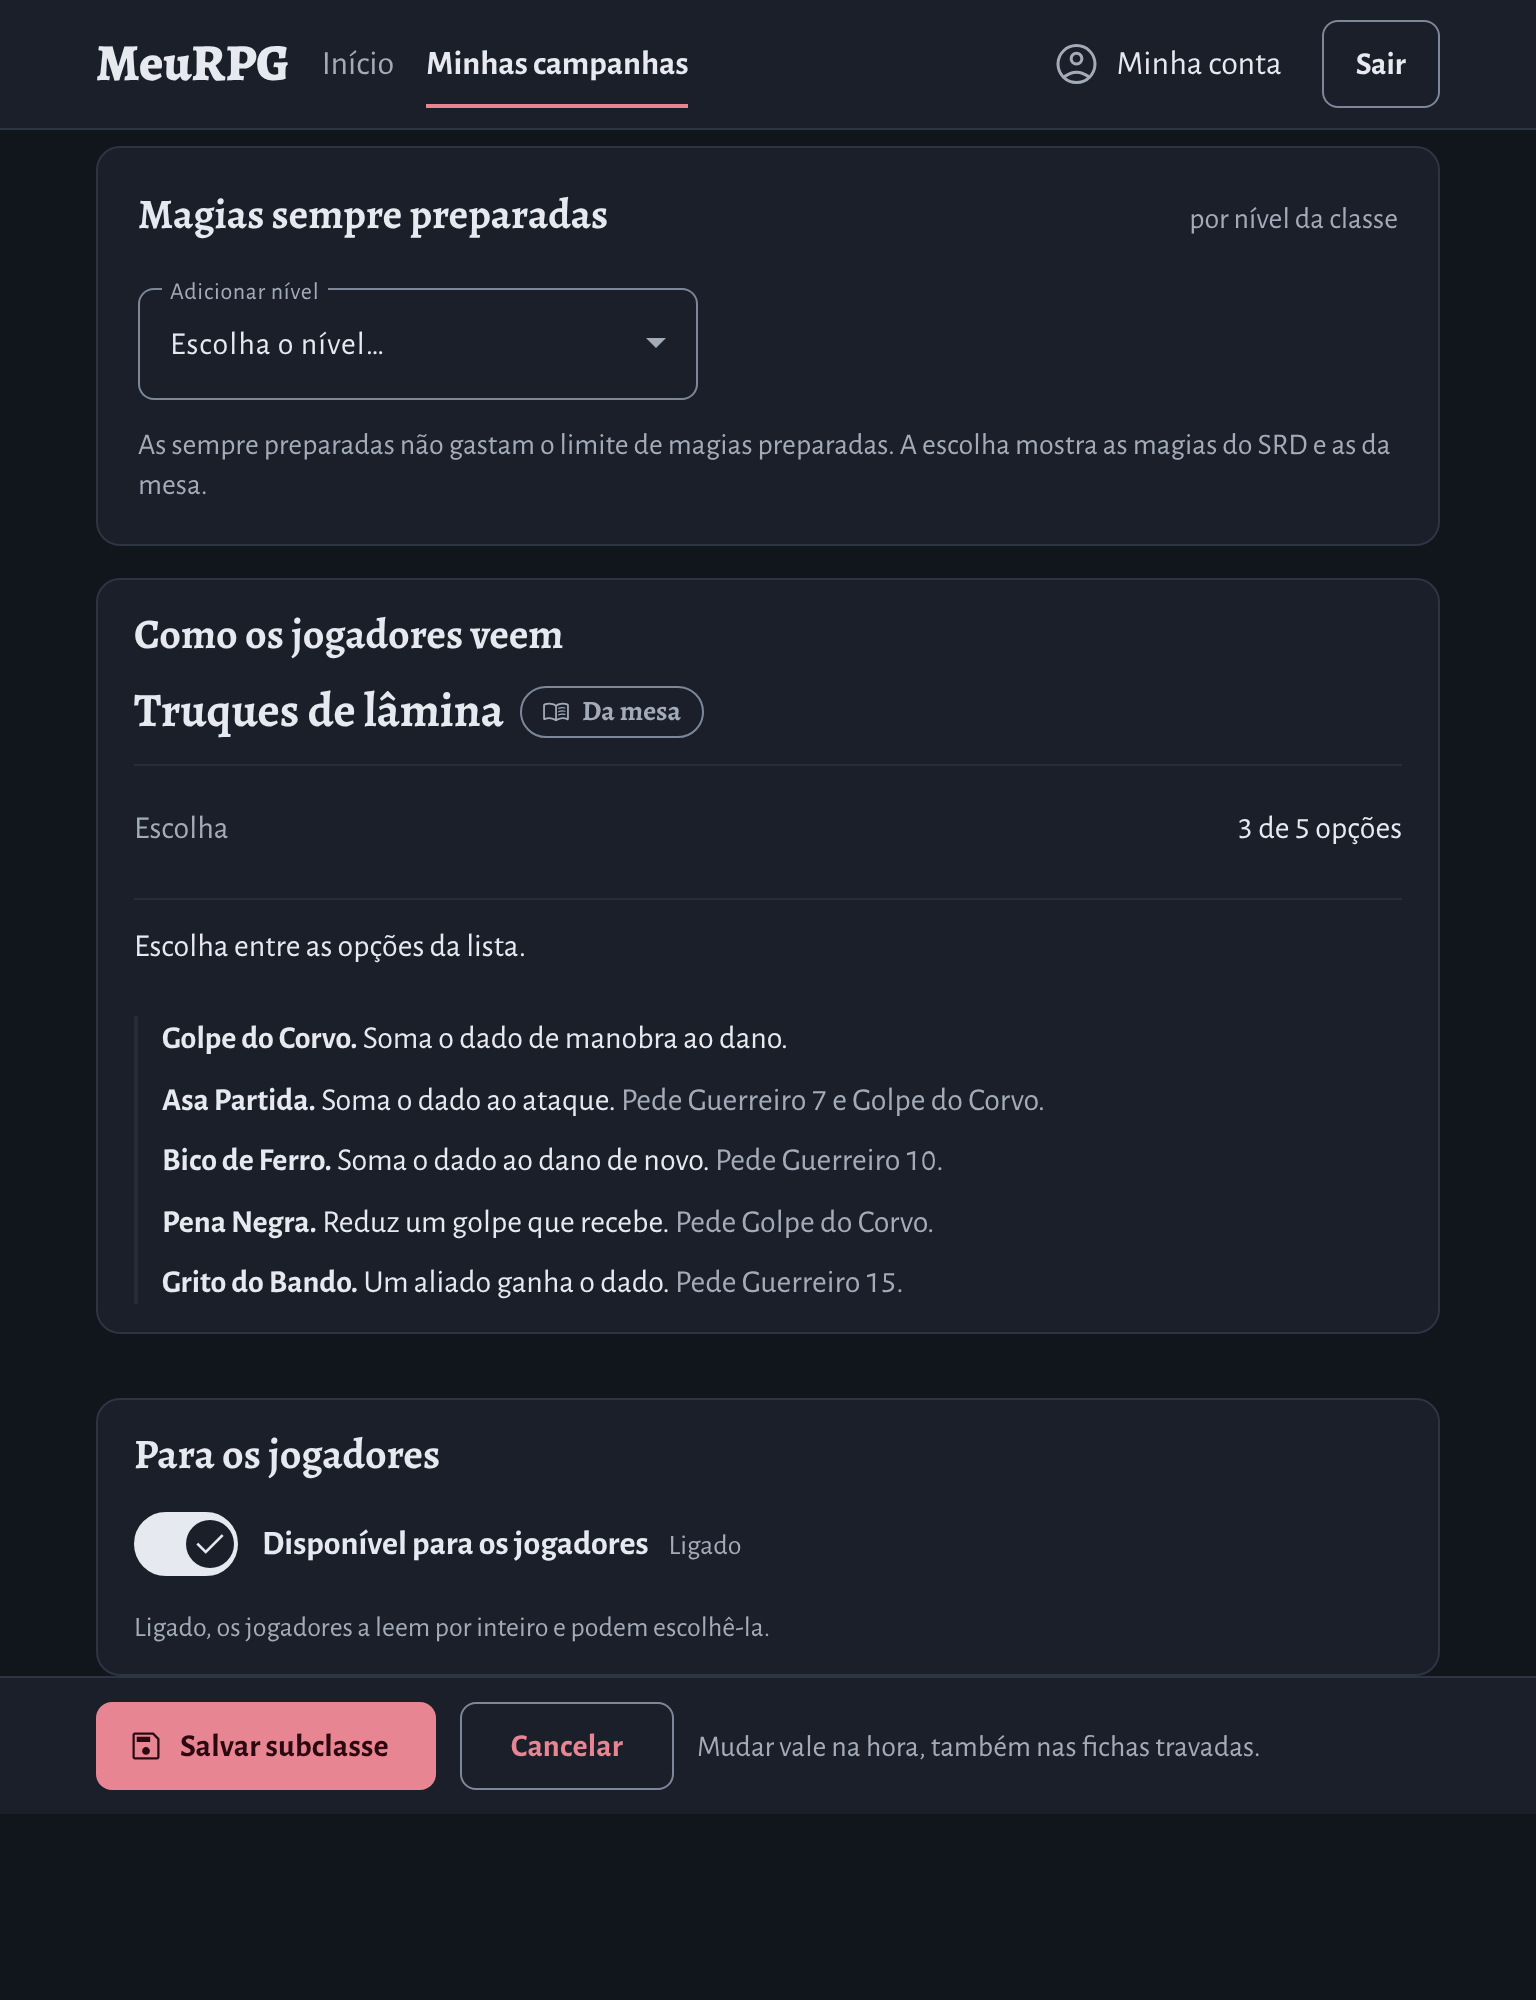 MeuRPG Início Minhas campanhas Minha conta Sair
Magias sempre preparadas por nível da classe
Adicionar nível
Escolha o nível...
As sempre preparadas não gastam o limite de magias preparadas. A escolha mostra as magias do SRD e as da
mesa.
Como os jogadores veem
Truques de lâmina Da mesa
Escolha 3 de 5 opções
Escolha entre as opções da lista.
Golpe do Corvo. Soma o dado de manobra ao dano.
Asa Partida. Soma o dado ao ataque. Pede Guerreiro 7 e Golpe do Corvo.
Bico de Ferro. Soma o dado ao dano de novo. Pede Guerreiro 10.
Pena Negra. Reduz um golpe que recebe. Pede Golpe do Corvo.
Grito do Bando. Um aliado ganha o dado. Pede Guerreiro 15.
Para os jogadores
Disponível para os jogadores Ligado
Ligado, os jogadores a leem por inteiro e podem escolhê-la.
Salvar subclasse Cancelar Mudar vale na hora, também nas fichas travadas.